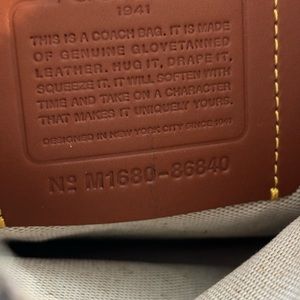 1941
THIS IS A COACH BAG. IT IS MADE
OF GENUINE GLOVETANNED
LEATHER. HUG IT, DRAPE IT,
SQUEEZE IT. IT WILL SOFTEN WITH
TIME AND TAKE ON A CHARACTER
THAT MAKES IT UNIQUELY YOURS.
DESIGNED IN NEW YORK CITY SINCE 1941
No M1680-86840